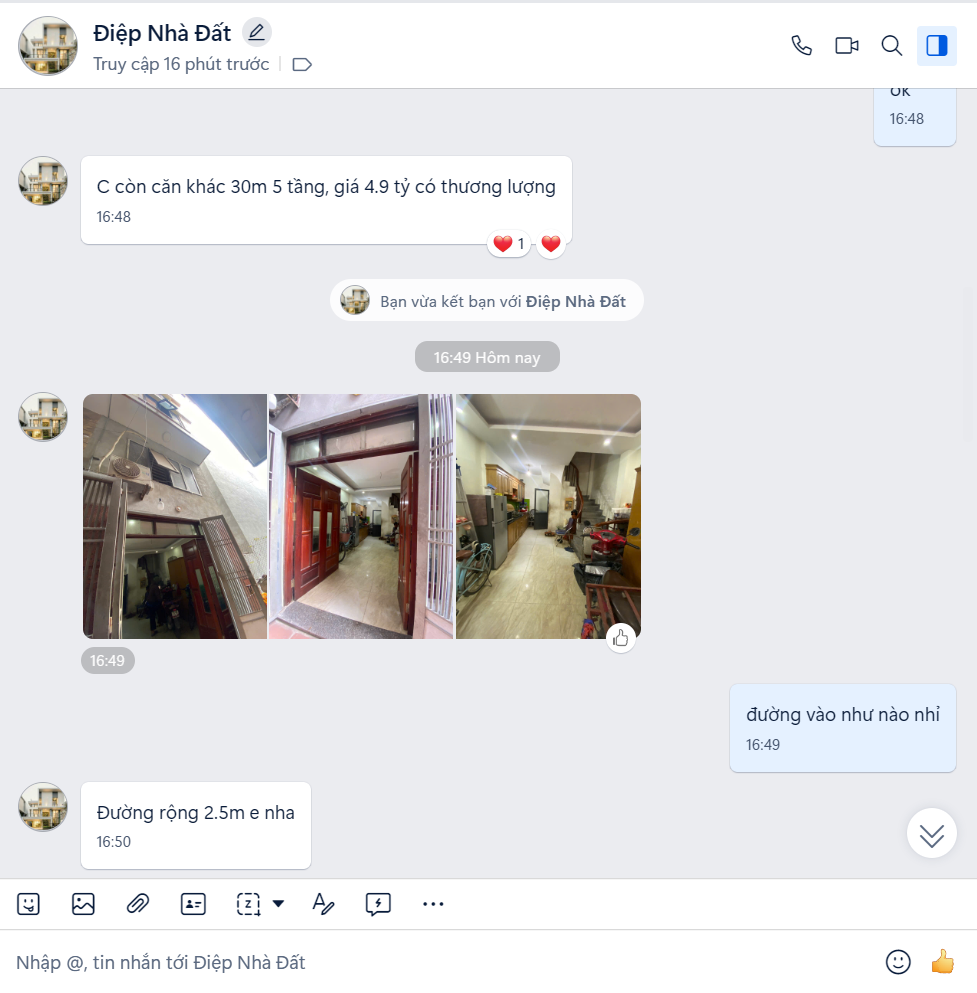 Điệp Nhà Đất
Truy cập 16 phút trước
ok
16:48
C còn căn khác 30m 5 tầng, giá 4.9 tỷ có thương lượng
16:48
1
Bạn vừa kết bạn với Điệp Nhà Đất
16:49 Hôm nay
16:49
đường vào như nào nhỉ
16:49
Đường rộng 2.5m e nha
16:50
Z
Nhập @, tin nhắn tới Điệp Nhà Đất